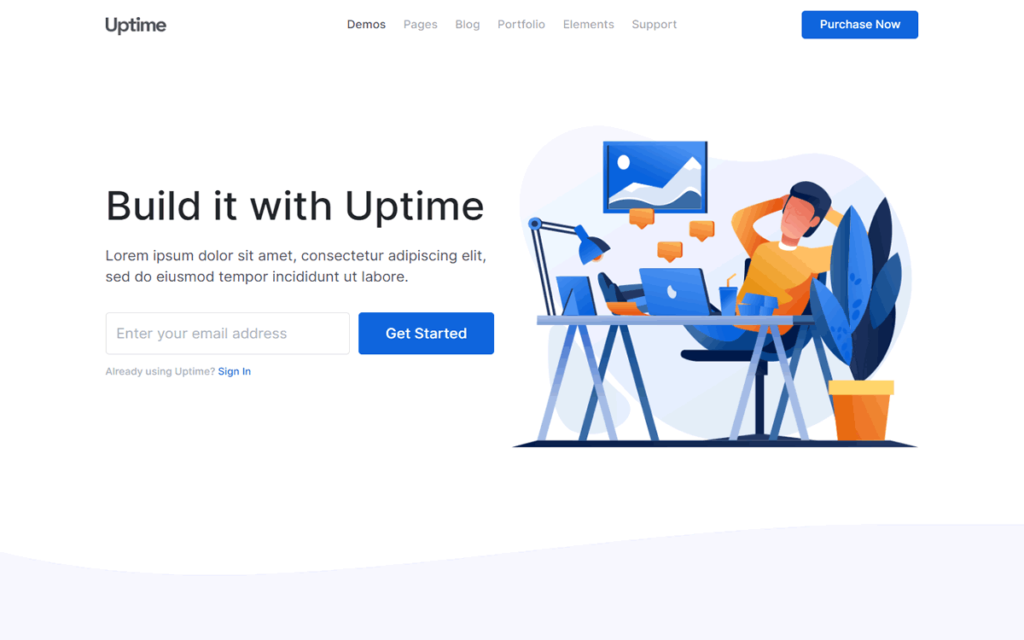 Uptime
Demos Pages Blog Portfolio Elements Support
Purchase Now
Build it with Uptime
Lorem ipsum dolor sit amet, consectetur adipiscing elit,
sed do eiusmod tempor incididunt ut labore.
Enter your email address
Get Started
Already using Uptime? Sign In